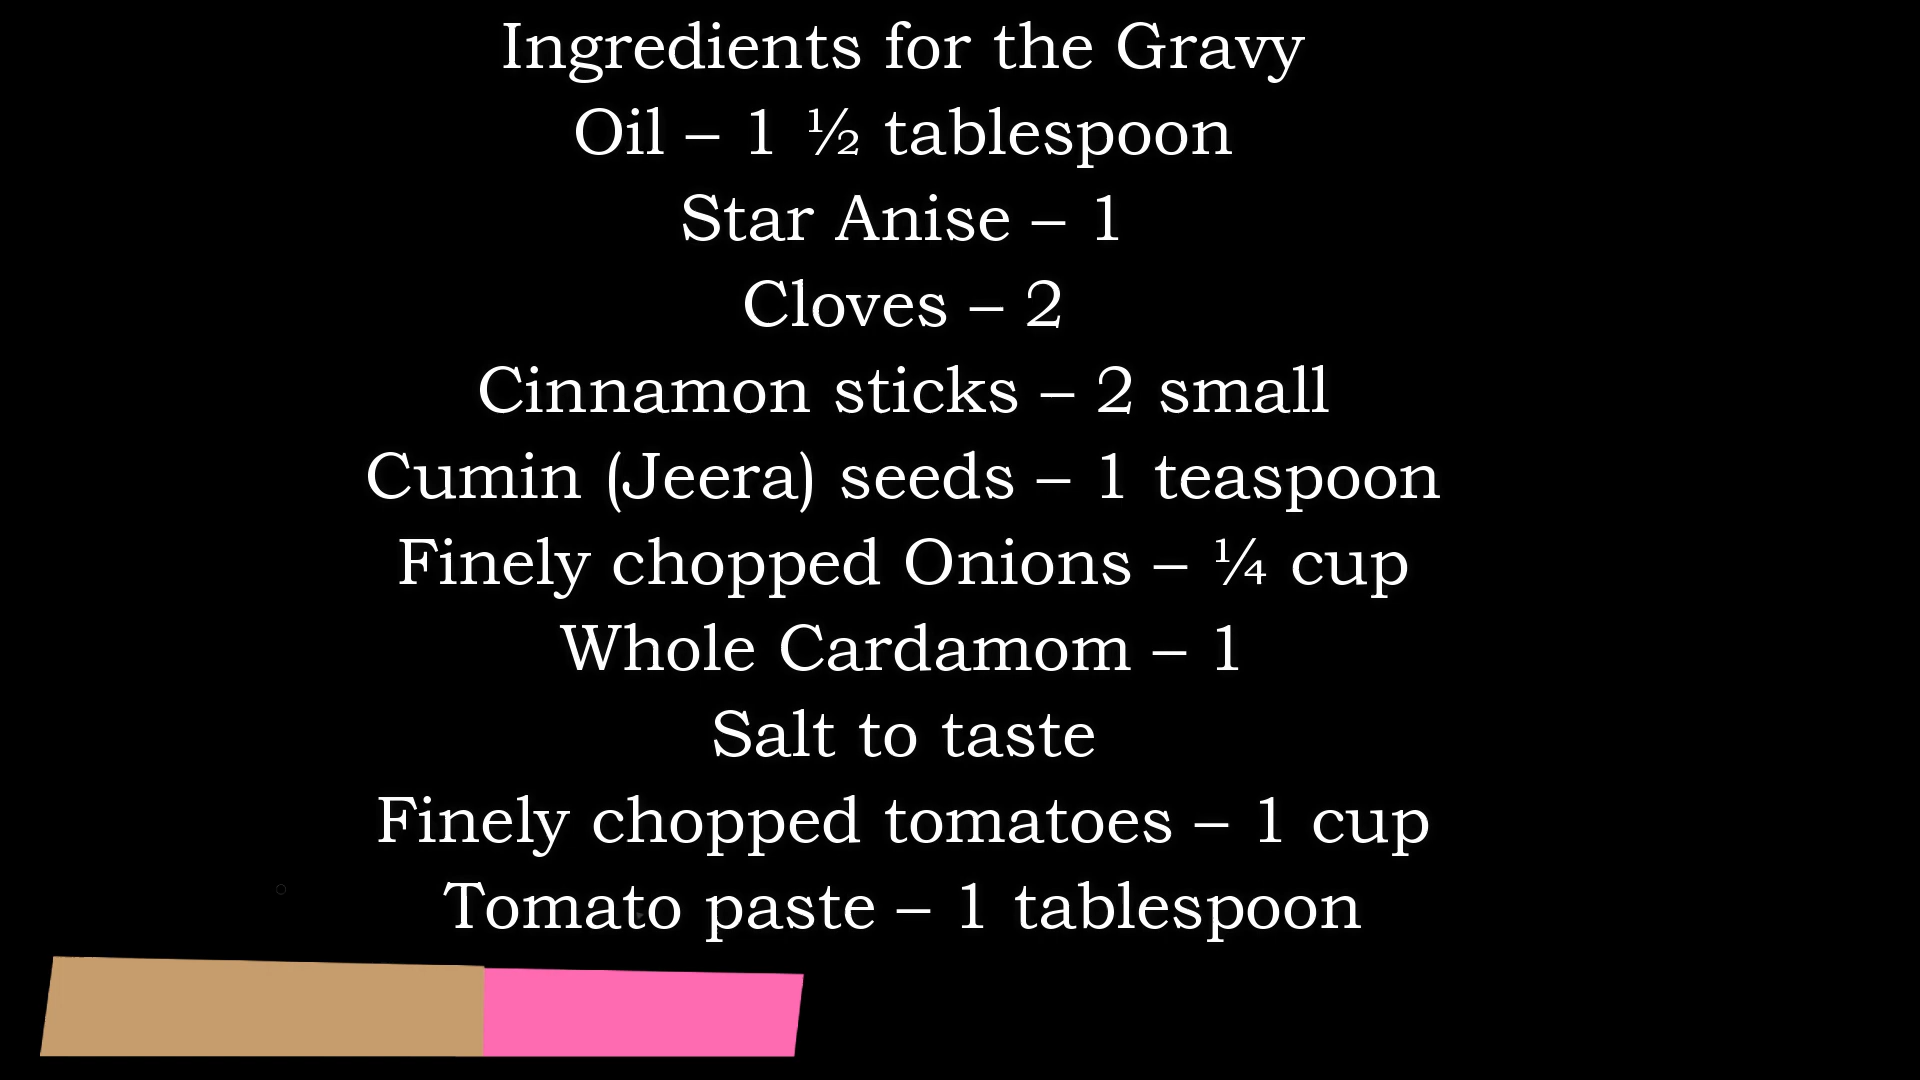 Ingredients for the Gravy
Oil – 1 ½ tablespoon
Star Anise – 1
Cloves – 2
Cinnamon sticks – 2 small
Cumin (Jeera) seeds – 1 teaspoon
Finely chopped Onions – ¼ cup
Whole Cardamom – 1
Salt to taste
Finely chopped tomatoes – 1 cup
Tomato paste – 1 tablespoon